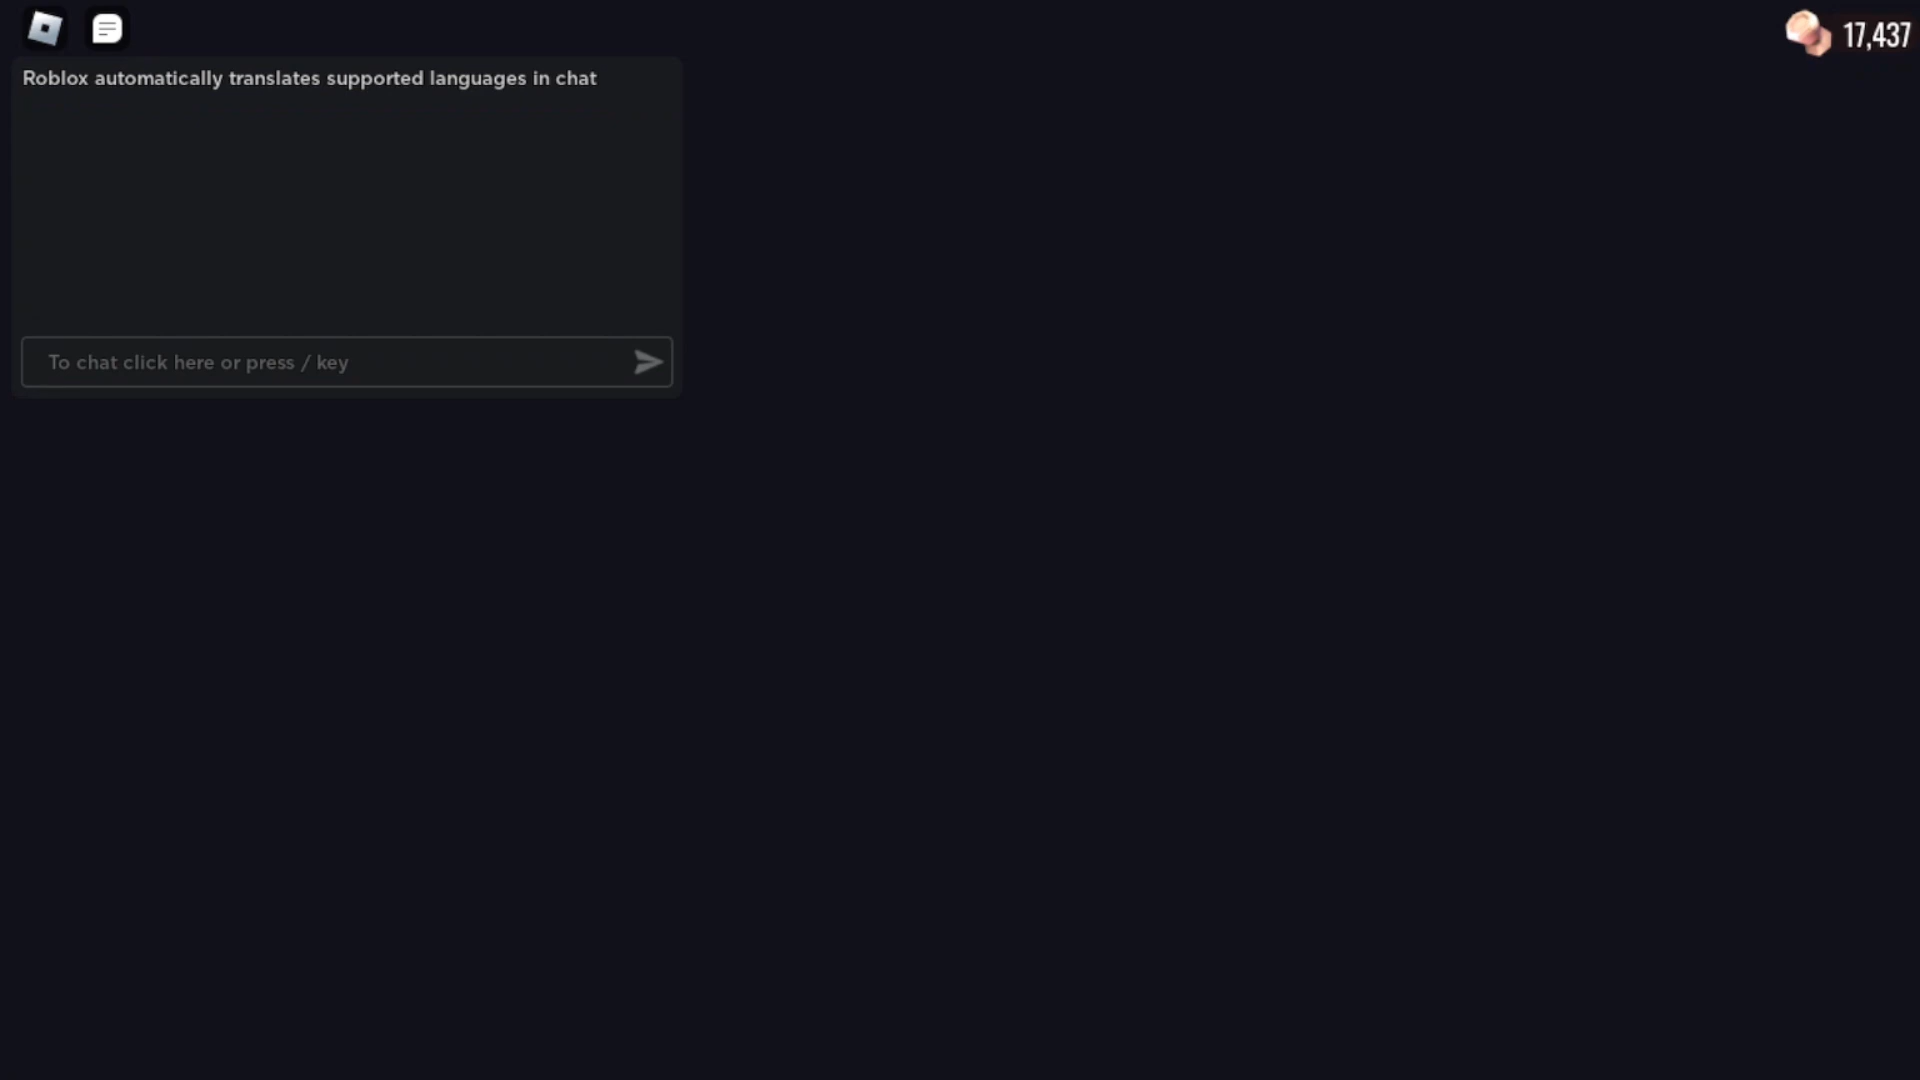 17,437
Roblox automatically translates supported languages in chat
To chat click here or press / key